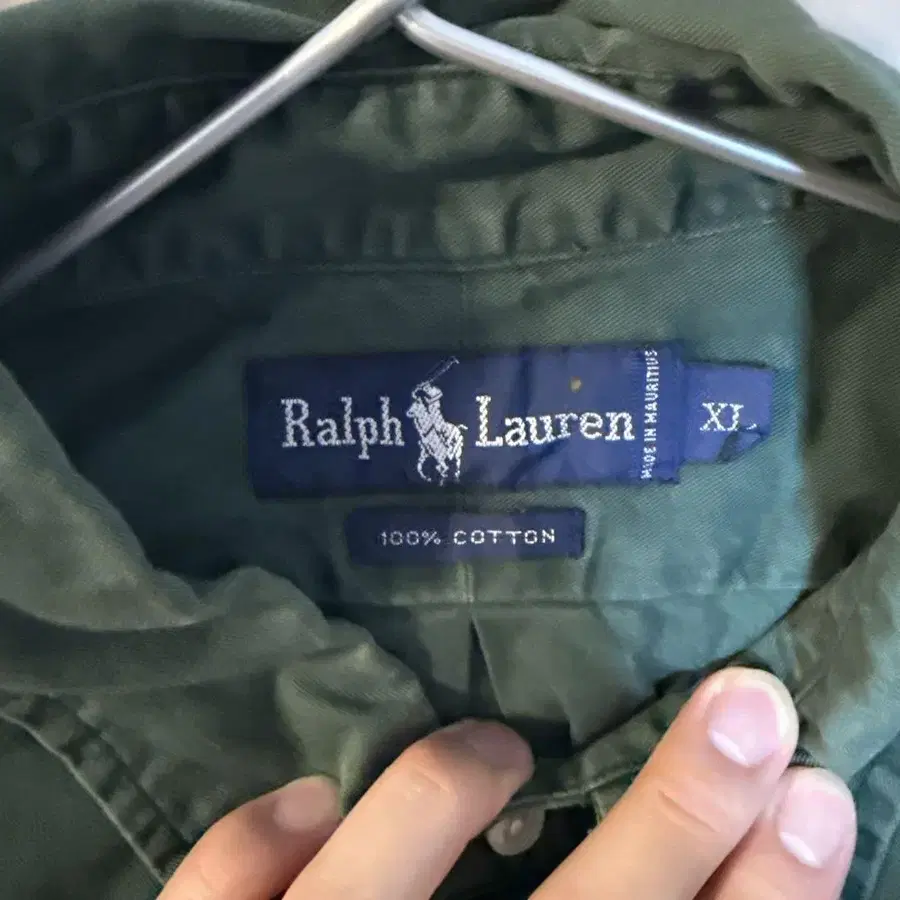 Ralph Lauren
MADE IN MAURITIUS
XL
100% COTTON